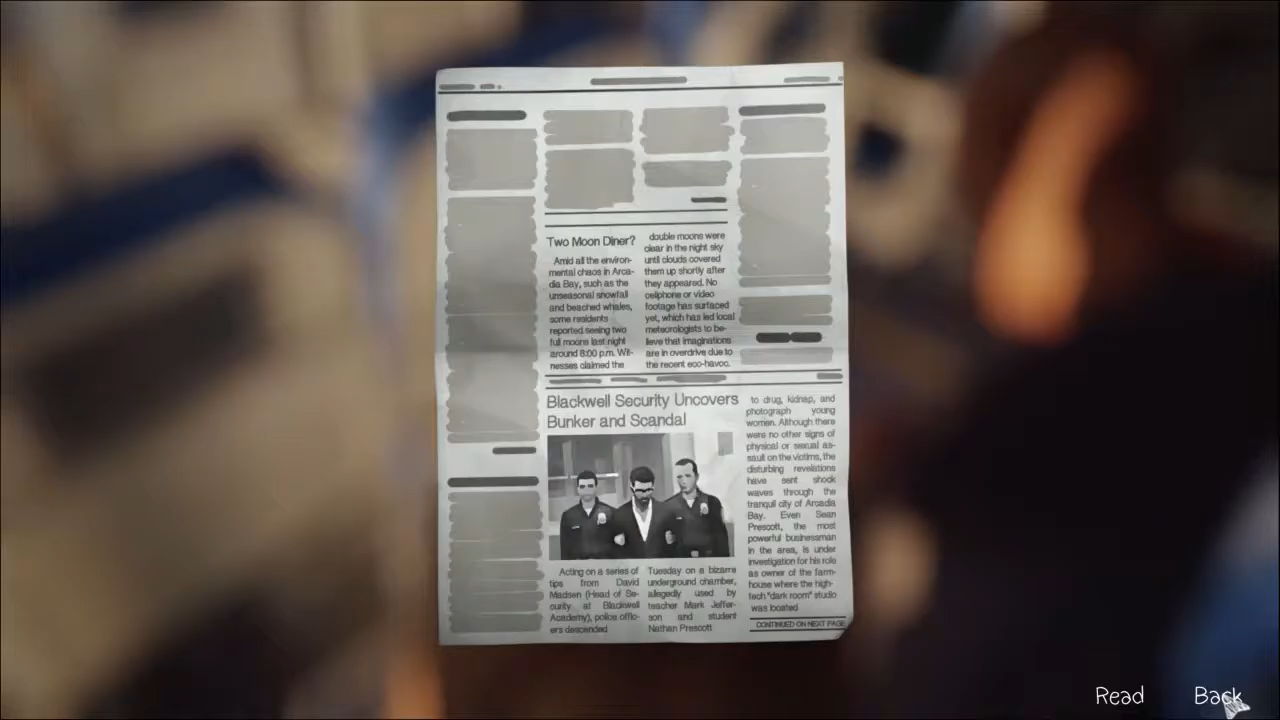 Two Moon Diner?
Amid all the environ-
mental chaos in Arca-
dia Bay, such as the
unseasonal snowfall
and beached whales,
some residents
reported seeing two
full moons last night
around 8:00 p.m. Wit-
nesses claimed the
double moons were
clear in the night sky
until clouds covered
them up shortly after
they appeared. No
cellphone or video
footage has surfaced
yet, which has led local
meteorologists to be-
lieve that imaginations
are in overdrive due to
the recent eco-havoc.
Blackwell Security Uncovers
Bunker and Scandal
Acting on a series of
tips from David
Madsen (Head of Se-
curity at Blackwell
Academy), police offic-
ers descended
Tuesday on a bizarre
underground chamber,
allegedly used by
teacher Mark Jeffer-
son and student
Nathan Prescott
to drug, kidnap, and
photograph young
women. Although there
were no other signs of
physical or sexual as-
sault on the victims, the
disturbing revelations
have sent shock
waves through the
tranquil city of Arcadia
Bay. Even Sean
Prescott, the most
powerful businessman
in the area, is under
investigation for his role
as owner of the farm-
house where the high-
tech "dark room" studio
was located
CONTINUED ON NEXT PAGE
Read
Back